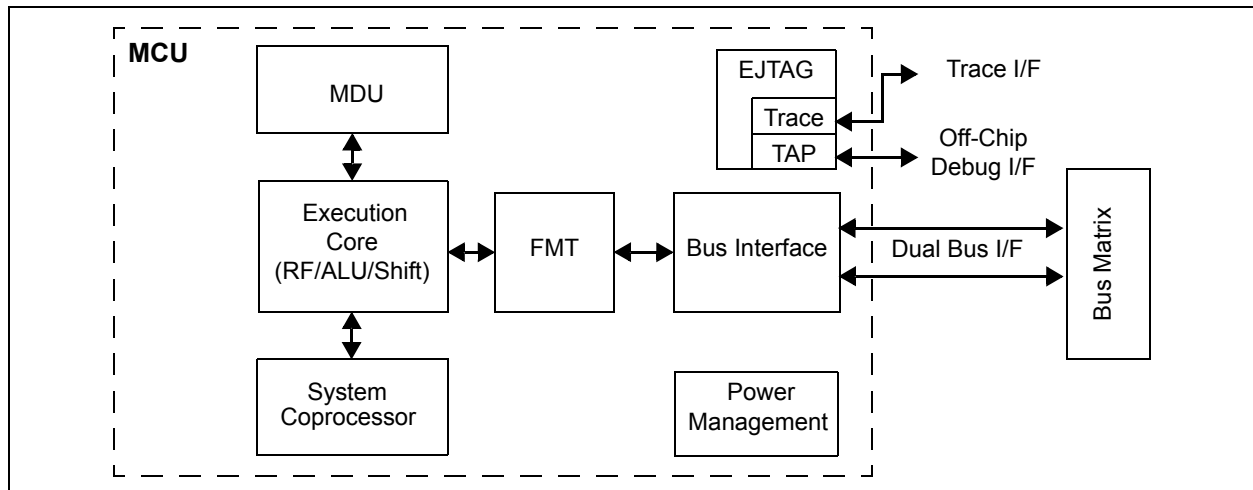 MCU
MDU
EJTAG
Trace
TAP
Trace I/F
Off-Chip
Debug I/F
Execution
Core
(RF/ALU/Shift)
FMT
Bus Interface
Dual Bus I/F
Bus Matrix
System
Coprocessor
Power
Management